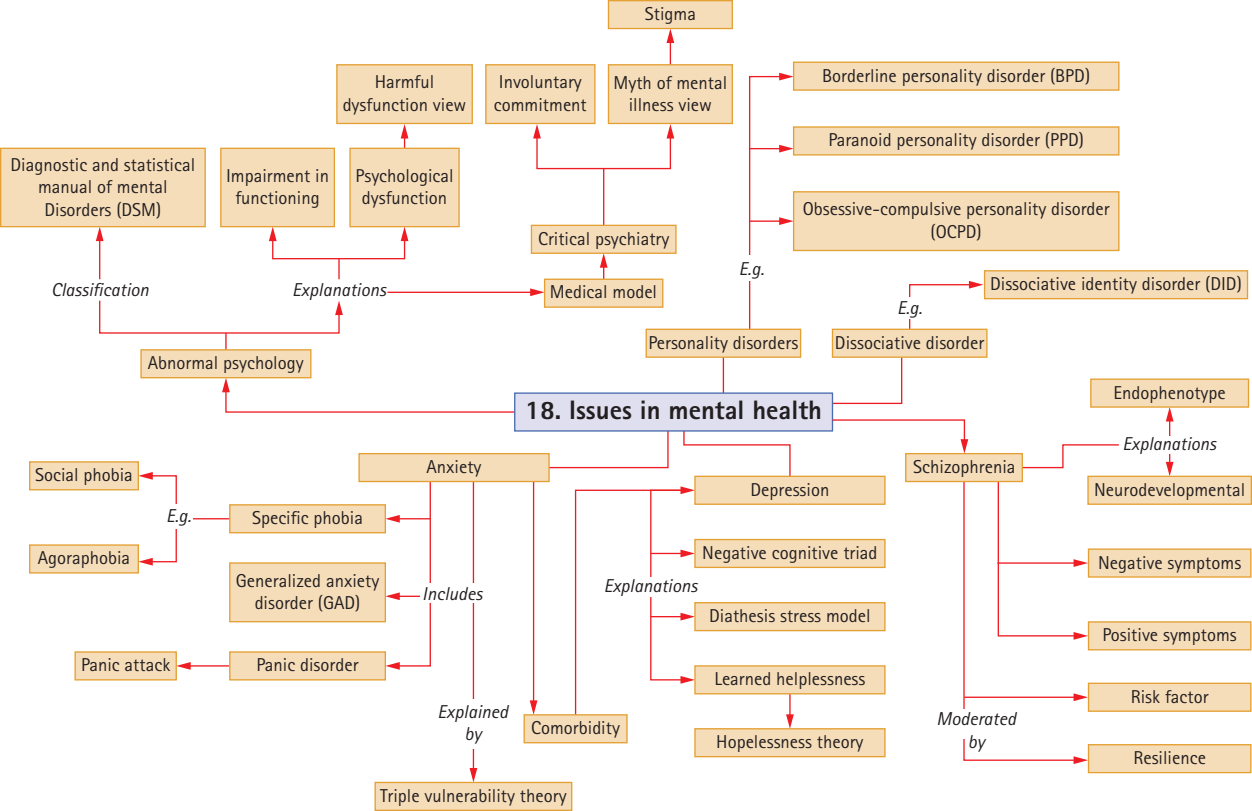 Stigma
Harmful
dysfunction view
Involuntary
commitment
Myth of mental
illness view
Borderline personality disorder (BPD)
Paranoid personality disorder (PPD)
Diagnostic and statistical
manual of mental
Disorders (DSM)
Impairment in
functioning
Psychological
dysfunction
Obsessive-compulsive personality disorder
(OCPD)
Critical psychiatry
E.g.
Classification
Explanations
Medical model
Dissociative identity disorder (DID)
E.g.
Personality disorders
Dissociative disorder
Abnormal psychology
18. Issues in mental health
Endophenotype
Explanations
Anxiety
Schizophrenia
Social phobia
Depression
Neurodevelopmental
E.g.
Specific phobia
Agoraphobia
Negative cognitive triad
Negative symptoms
Generalized anxiety
disorder (GAD)
Includes
Explanations
Diathesis stress model
Positive symptoms
Panic attack
Panic disorder
Learned helplessness
Risk factor
Explained
by
Comorbidity
Hopelessness theory
Moderated
by
Resilience
Triple vulnerability theory